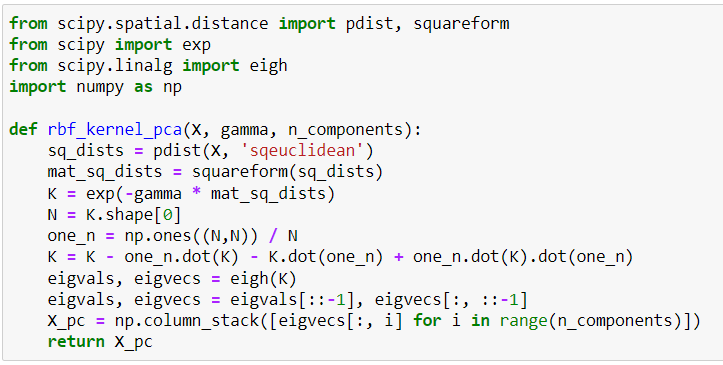 from scipy.spatial.distance import pdist, squareform
from scipy import exp
from scipy.linalg import eigh
import numpy as np

def rbf_kernel_pca(X, gamma, n_components):
    sq_dists = pdist(X, 'sqeuclidean')
    mat_sq_dists = squareform(sq_dists)
    K = exp(-gamma * mat_sq_dists)
    N = K.shape[0]
    one_n = np.ones((N,N)) / N
    K = K - one_n.dot(K) - K.dot(one_n) + one_n.dot(K).dot(one_n)
    eigvals, eigvecs = eigh(K)
    eigvals, eigvecs = eigvals[::-1], eigvecs[:, ::-1]
    X_pc = np.column_stack([eigvecs[:, i] for i in range(n_components)])
    return X_pc